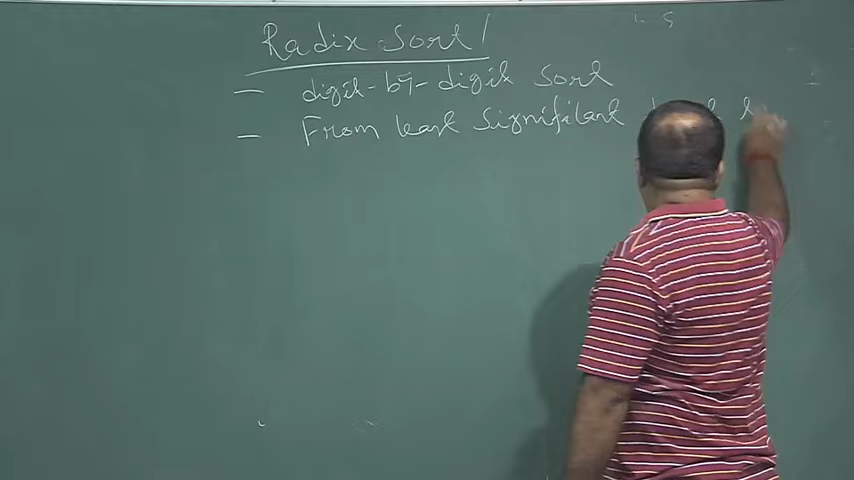 Radix Sort
- digit-by-digit Sort
- From least Significant